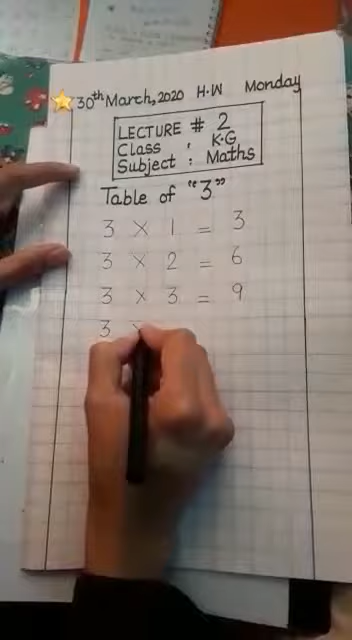 30th March, 2020 H.W Monday
LECTURE # 2
Class : K.G
Subject : Maths
Table of "3"
3 × 1 = 3
3 × 2 = 6
3 × 3 = 9
3 ×